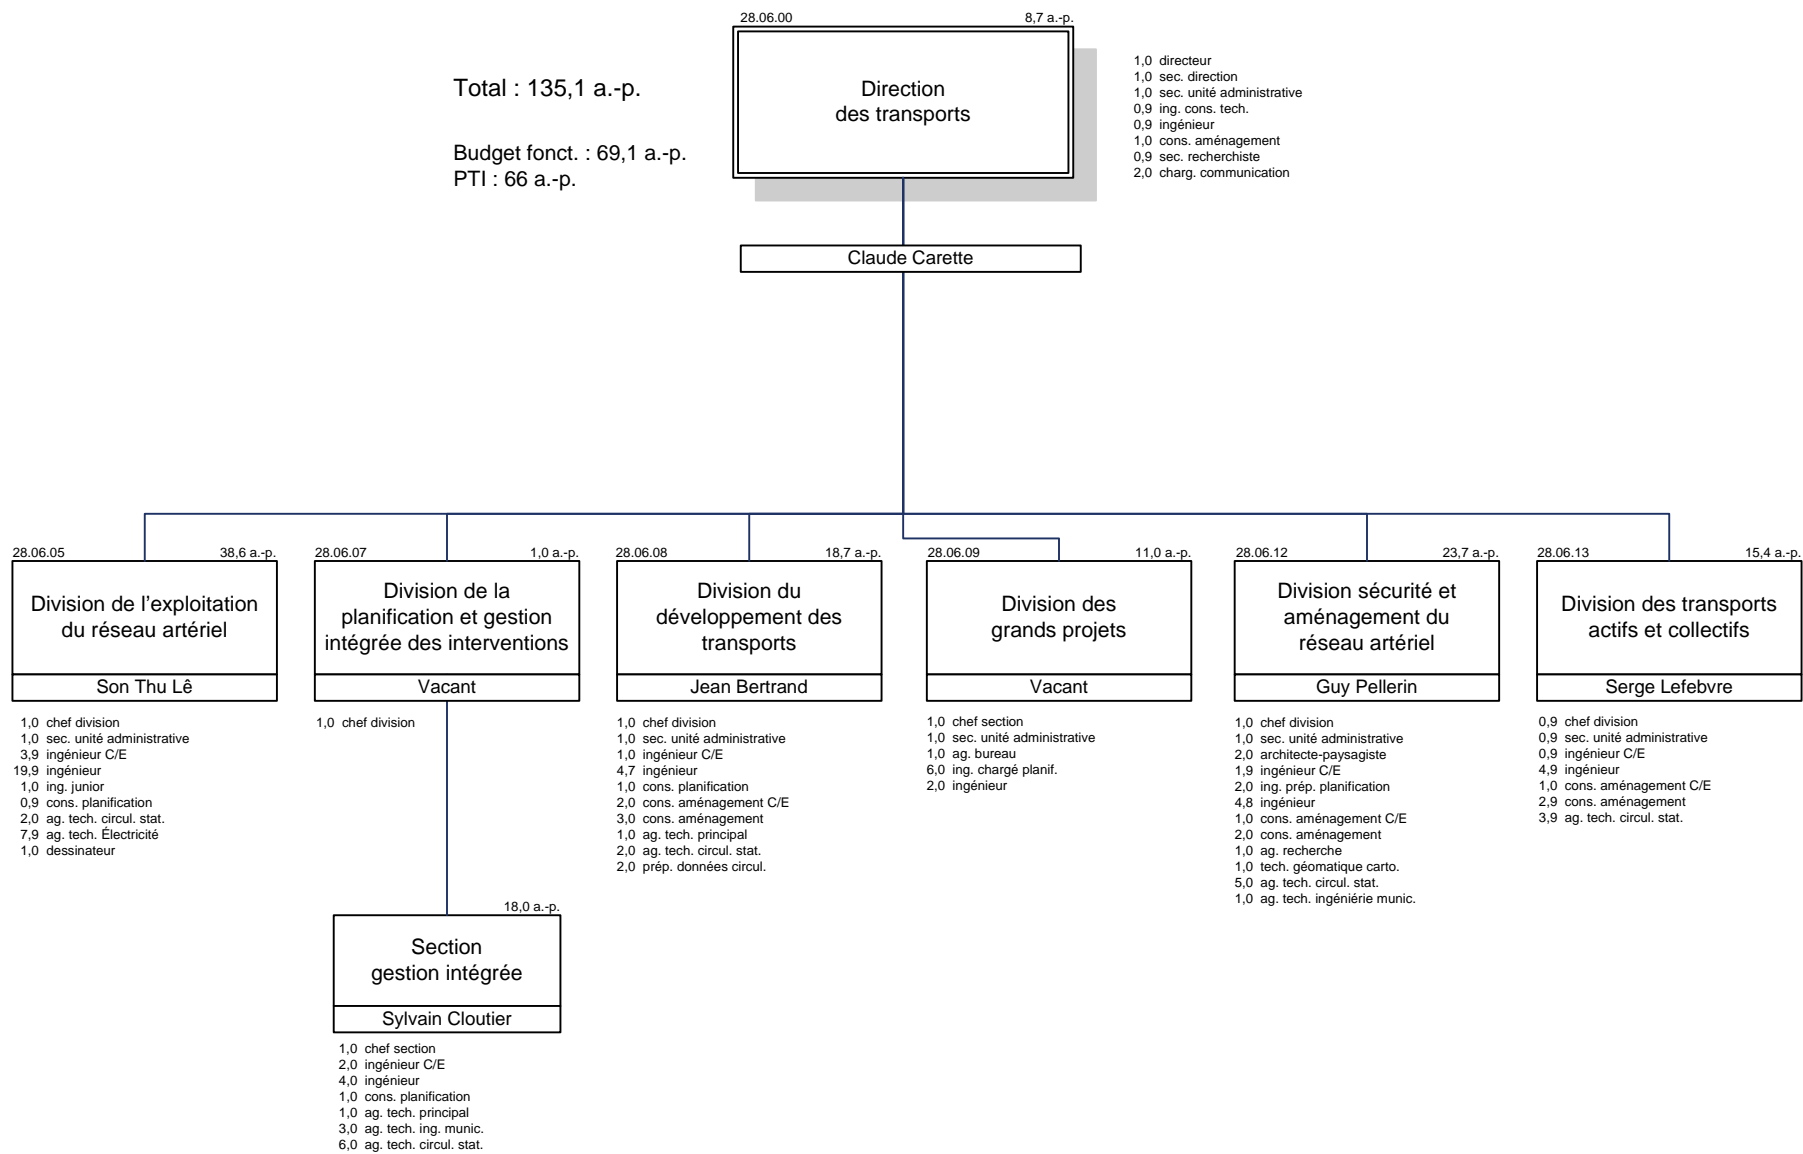 28.06.00 8,7 a.-p.
Direction
des transports
Total : 135,1 a.-p.
Budget fonct. : 69,1 a.-p.
PTI : 66 a.-p.
1,0 directeur
1,0 sec. direction
1,0 sec. unité administrative
0,9 ing. cons. tech.
0,9 ingénieur
1,0 cons. aménagement
0,9 sec. recherchiste
2,0 charg. communication
Claude Carette
28.06.05 38,6 a.-p.
Division de l’exploitation
du réseau artériel
Son Thu Lê
1,0 chef division
1,0 sec. unité administrative
3,9 ingénieur C/E
19,9 ingénieur
1,0 ing. junior
0,9 cons. planification
2,0 ag. tech. circul. stat.
7,9 ag. tech. Électricité
1,0 dessinateur
28.06.07 1,0 a.-p.
Division de la
planification et gestion
intégrée des interventions
Vacant
1,0 chef division
18,0 a.-p.
Section
gestion intégrée
Sylvain Cloutier
1,0 chef section
2,0 ingénieur C/E
4,0 ingénieur
1,0 cons. planification
1,0 ag. tech. principal
3,0 ag. tech. ing. munic.
6,0 ag. tech. circul. stat.
28.06.08 18,7 a.-p.
Division du
développement des
transports
Jean Bertrand
1,0 chef division
1,0 sec. unité administrative
1,0 ingénieur C/E
4,7 ingénieur
1,0 cons. planification
2,0 cons. aménagement C/E
3,0 cons. aménagement
1,0 ag. tech. principal
2,0 ag. tech. circul. stat.
2,0 prép. données circul.
28.06.09 11,0 a.-p.
Division des
grands projets
Vacant
1,0 chef section
1,0 sec. unité administrative
1,0 ag. bureau
6,0 ing. chargé planif.
2,0 ingénieur
28.06.12 23,7 a.-p.
Division sécurité et
aménagement du
réseau artériel
Guy Pellerin
1,0 chef division
1,0 sec. unité administrative
2,0 architecte-paysagiste
1,9 ingénieur C/E
2,0 ing. prép. planification
4,8 ingénieur
1,0 cons. aménagement C/E
2,0 cons. aménagement
1,0 ag. recherche
1,0 tech. géomatique carto.
5,0 ag. tech. circul. stat.
1,0 ag. tech. ingéniérie munic.
28.06.13 15,4 a.-p.
Division des transports
actifs et collectifs
Serge Lefebvre
0,9 chef division
0,9 sec. unité administrative
0,9 ingénieur C/E
4,9 ingénieur
1,0 cons. aménagement C/E
2,9 cons. aménagement
3,9 ag. tech. circul. stat.